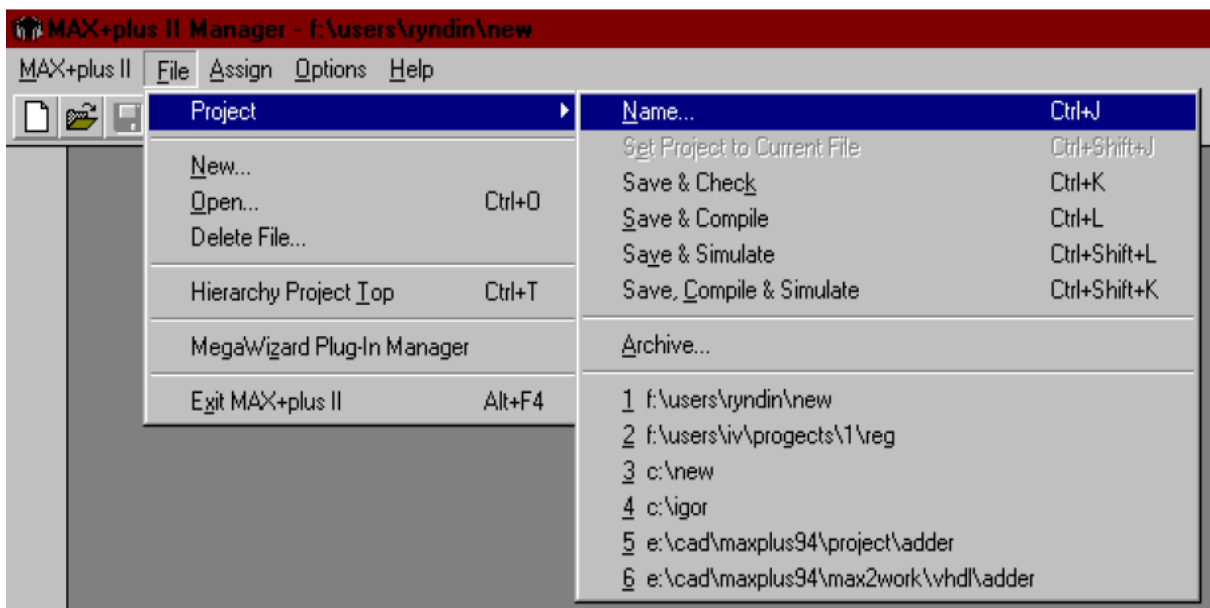 MAX+plus II Manager - f:\users\ryndin\new
MAX+plus II File Assign Options Help
Project
New...
Open... Ctrl+O
Delete File...
Hierarchy Project Top Ctrl+T
MegaWizard Plug-In Manager
Exit MAX+plus II Alt+F4
Name... Ctrl+J
Set Project to Current File Ctrl+Shift+J
Save & Check Ctrl+K
Save & Compile Ctrl+L
Save & Simulate Ctrl+Shift+L
Save, Compile & Simulate Ctrl+Shift+K
Archive...
1 f:\users\ryndin\new
2 f:\users\iv\progects\1\reg
3 c:\new
4 c:\igor
5 e:\cad\maxplus94\project\adder
6 e:\cad\maxplus94\max2work\vhdl\adder